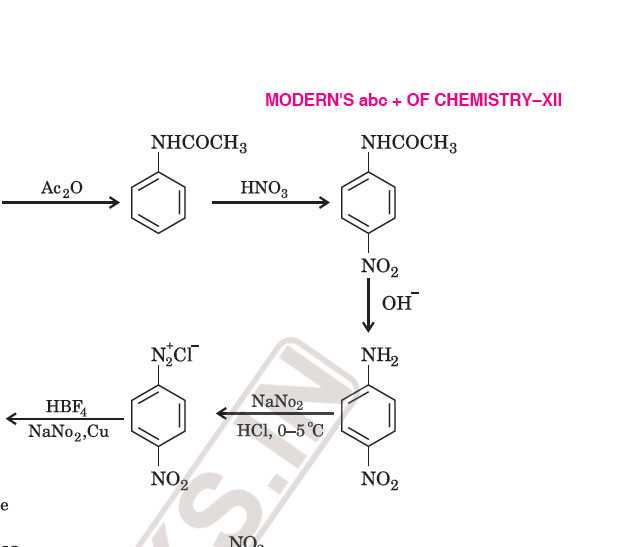 MODERN'S abc + OF CHEMISTRY–XII
NHCOCH₃ NHCOCH₃
Ac₂O HNO₃
NO₂
OH⁻
N₂⁺Cl⁻ NH₂
HBF₄ NaNo₂
NaNo₂,Cu HCl, 0–5°C
NO₂ NO₂
e
NO₂